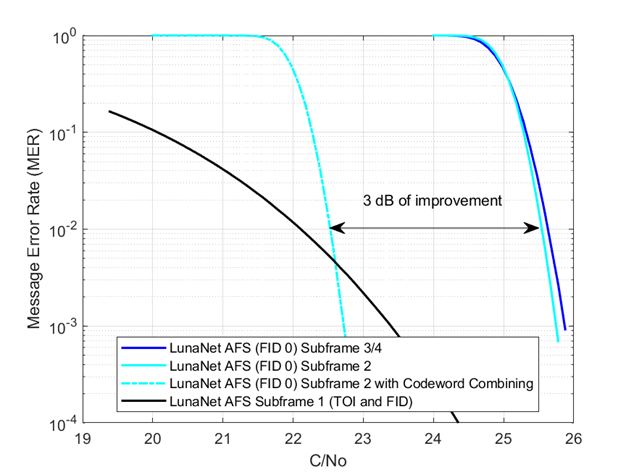 10^0
10^-1
10^-2
10^-3
10^-4
Message Error Rate (MER)
3 dB of improvement
LunaNet AFS (FID 0) Subframe 3/4
LunaNet AFS (FID 0) Subframe 2
LunaNet AFS (FID 0) Subframe 2 with Codeword Combining
LunaNet AFS Subframe 1 (TOI and FID)
19 20 21 22 23 24 25 26
C/No